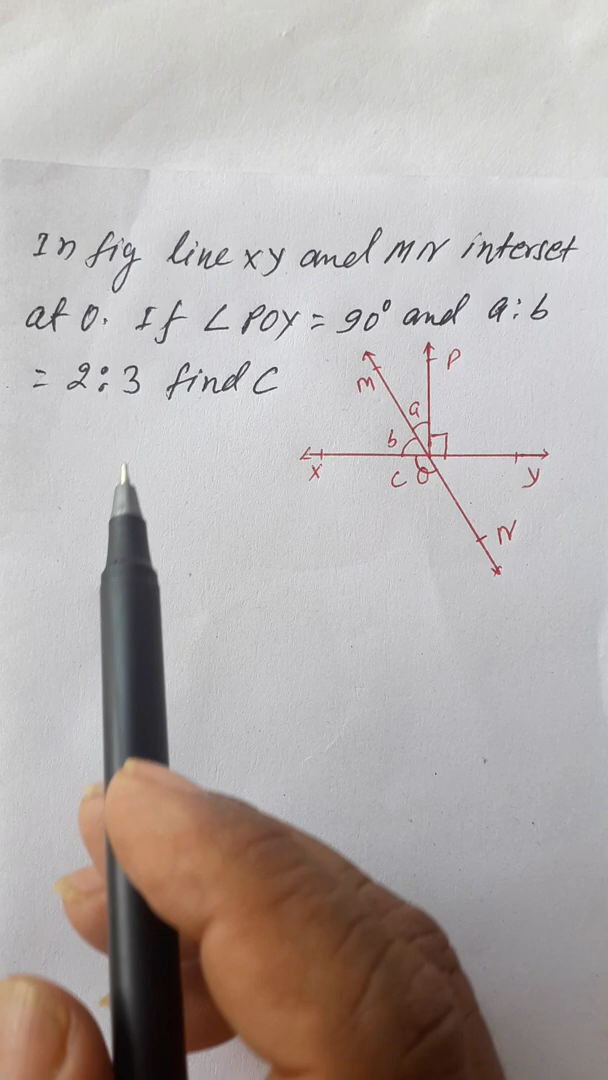 In fig line xy and MN interset
at O. If ∠POY = 90° and a:b
= 2:3 find C
P
M
a
b
X
C
O
y
N